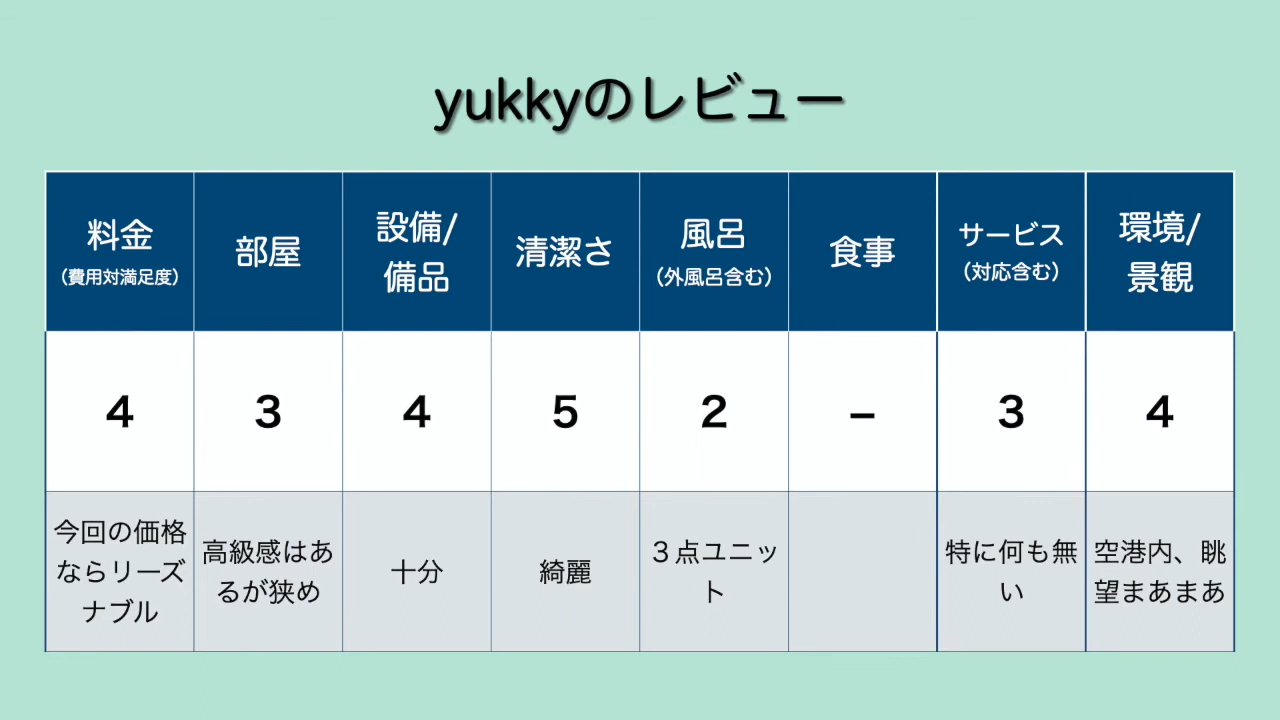 yukkyのレビュー
料金
（費用対満足度）
部屋
設備/
備品
清潔さ
風呂
（外風呂含む）
食事
サービス
（対応含む）
環境/
景観
4
3
4
5
2
–
3
4
今回の価格
ならリーズ
ナブル
高級感はあ
るが狭め
十分
綺麗
３点ユニッ
ト
特に何も無
い
空港内、眺
望まあまあ